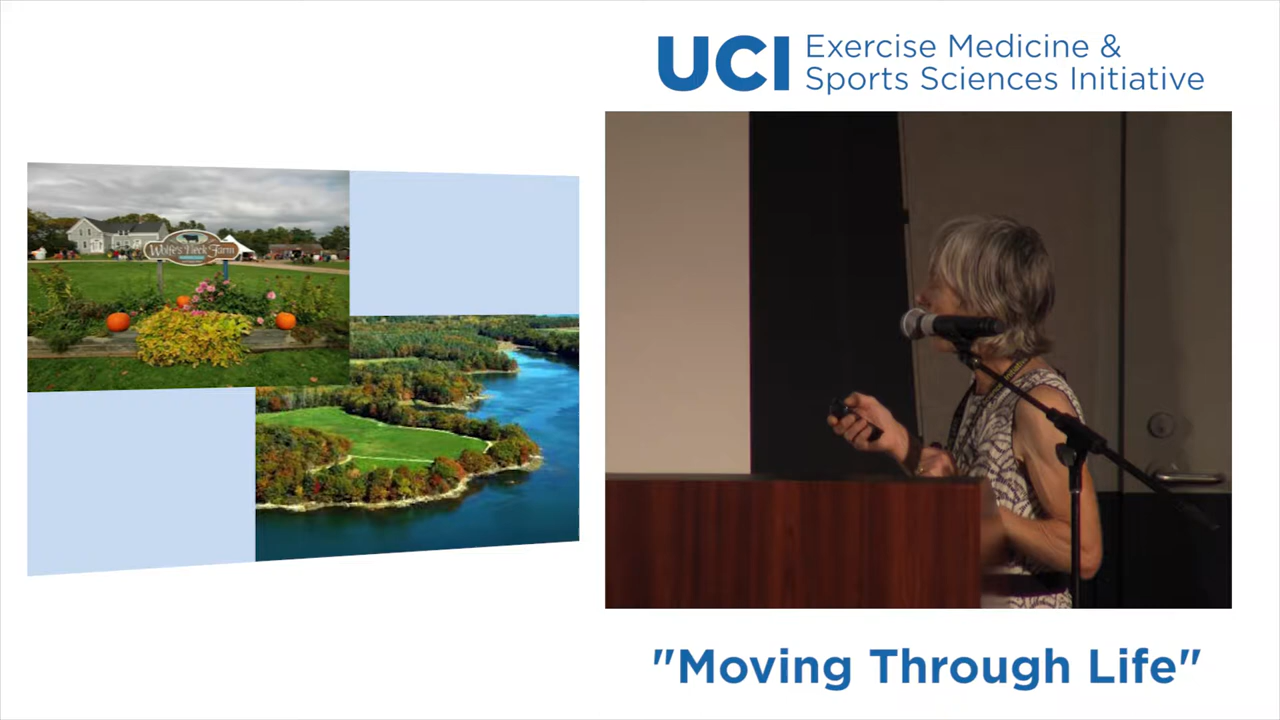 UCI
Exercise Medicine &
Sports Sciences Initiative
Wolfe's Neck Farm
"Moving Through Life"